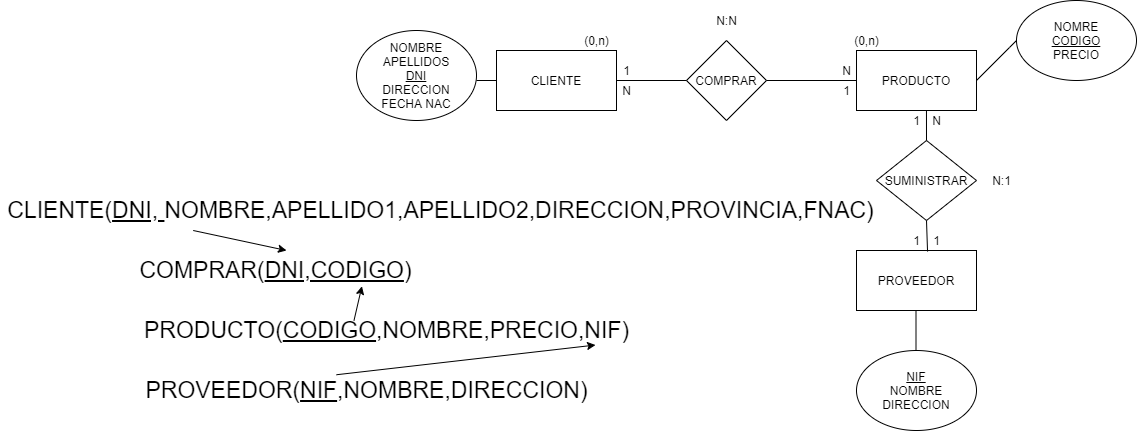 N:N
NOMBRE
APELLIDOS
DNI
DIRECCION
FECHA NAC
(0,n)
CLIENTE
1
N
COMPRAR
(0,n)
N
1
PRODUCTO
NOMRE
CODIGO
PRECIO
1 N
SUMINISTRAR
N:1
1 1
PROVEEDOR
NIF
NOMBRE
DIRECCION
CLIENTE(DNI, NOMBRE,APELLIDO1,APELLIDO2,DIRECCION,PROVINCIA,FNAC)
COMPRAR(DNI,CODIGO)
PRODUCTO(CODIGO,NOMBRE,PRECIO,NIF)
PROVEEDOR(NIF,NOMBRE,DIRECCION)